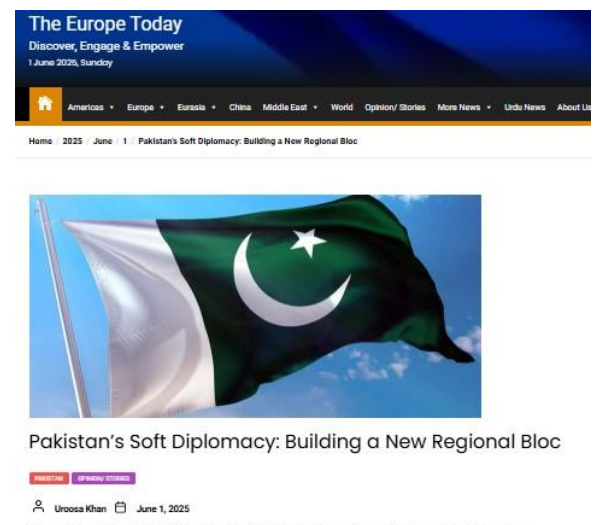 The Europe Today
Discover, Engage & Empower
1 June 2025, Sunday
Americas Europe Eurasia China Middle East World Opinion/ Stories More News Urdu News About Us
Home / 2025 / June / 1 / Pakistan's Soft Diplomacy: Building a New Regional Bloc
Pakistan's Soft Diplomacy: Building a New Regional Bloc
PAKISTAN OPINION/ STORIES
Uroosa Khan June 1, 2025